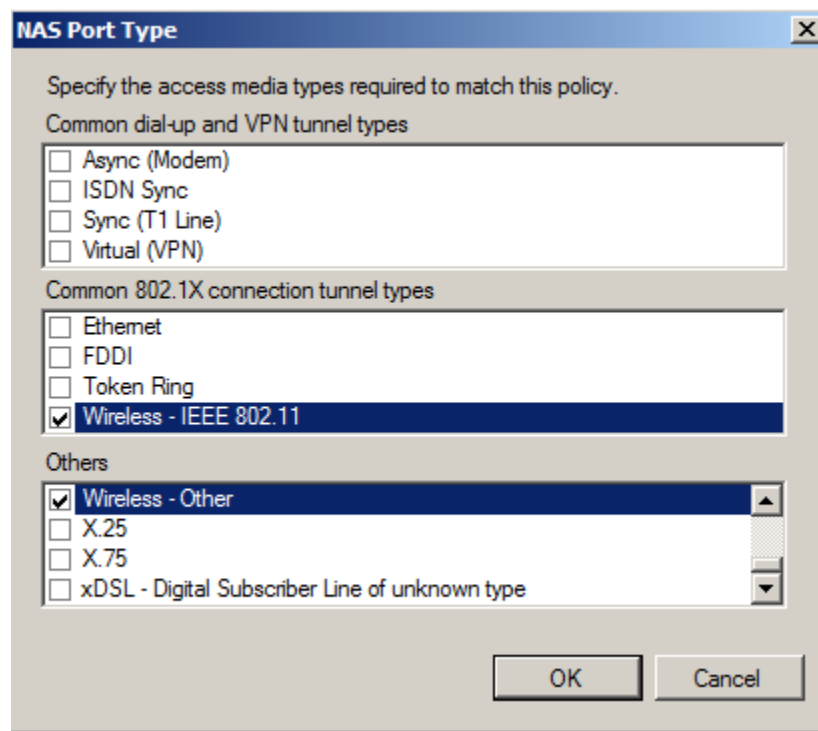 NAS Port Type
Specify the access media types required to match this policy.
Common dial-up and VPN tunnel types
Async (Modem)
ISDN Sync
Sync (T1 Line)
Virtual (VPN)
Common 802.1X connection tunnel types
Ethernet
FDDI
Token Ring
Wireless - IEEE 802.11
Others
Wireless - Other
X.25
X.75
xDSL - Digital Subscriber Line of unknown type
OK Cancel